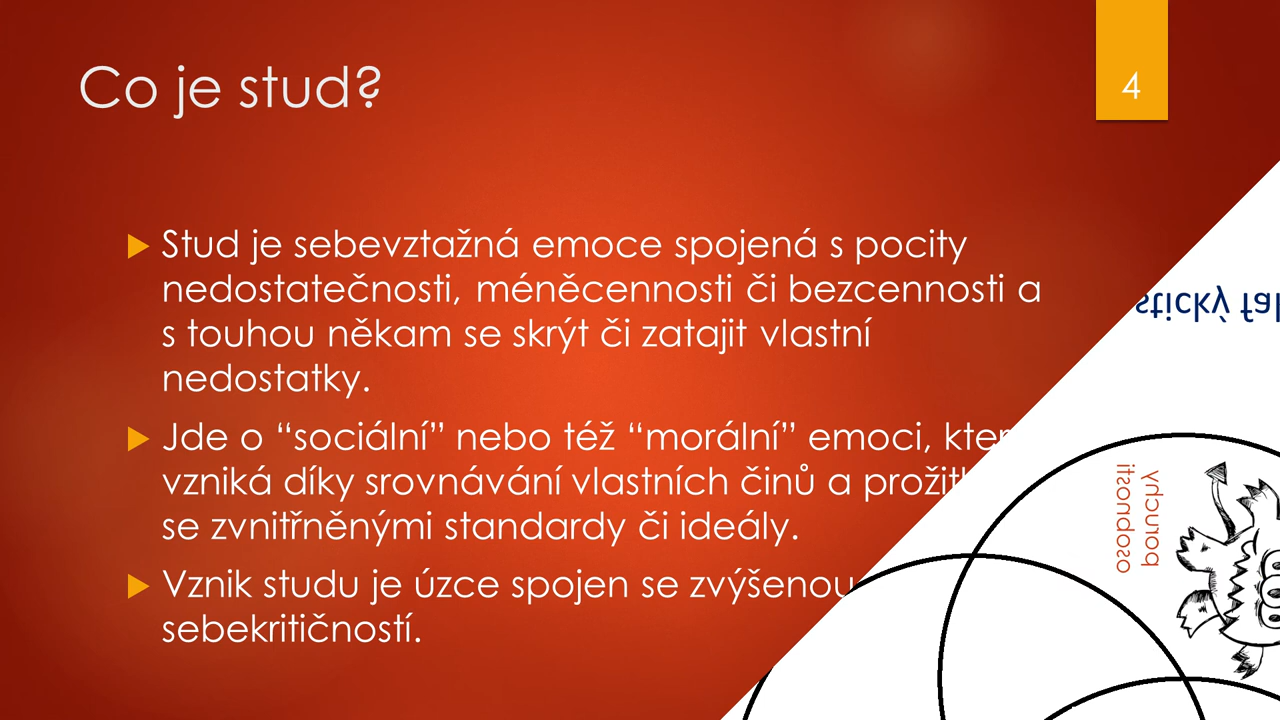 Co je stud?
4
Stud je sebevztažná emoce spojená s pocity
nedostatečnosti, méněcennosti či bezcennosti a
s touhou někam se skrýt či zatajit vlastní
nedostatky.
Jde o “sociální” nebo též “morální” emoci,
vzniká díky srovnávání vlastních činů a
se zvnitřněnými standardy či ideály.
Vznik studu je úzce spojen se zvýšenou
sebekritičností.
poruchy
osobnosti